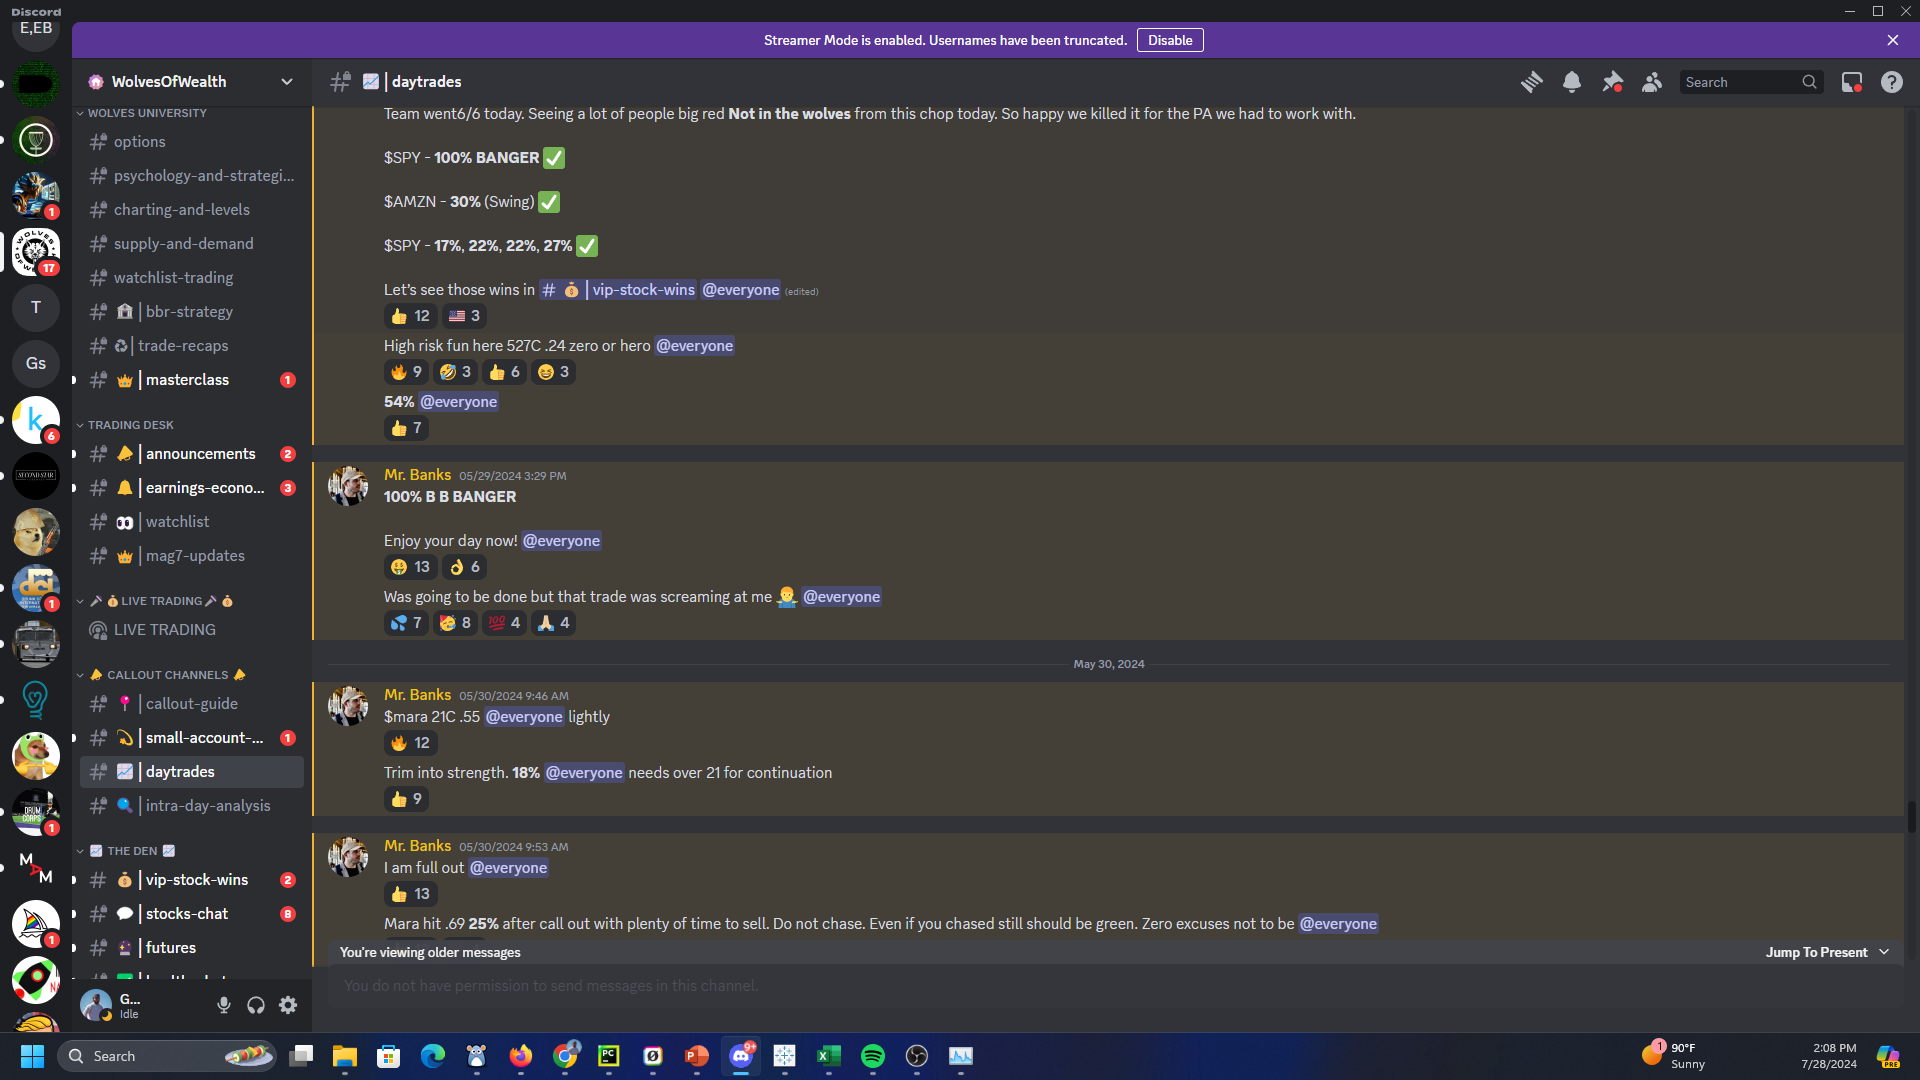 Discord
E,EB
Streamer Mode is enabled. Usernames have been truncated.
Disable
WolvesOfWealth
daytrades
Search
WOLVES UNIVERSITY
options
psychology-and-strategi...
charting-and-levels
supply-and-demand
watchlist-trading
bbr-strategy
trade-recaps
masterclass
1
TRADING DESK
announcements
2
earnings-econo...
3
watchlist
mag7-updates
LIVE TRADING
LIVE TRADING
CALLOUT CHANNELS
callout-guide
small-account-...
1
daytrades
intra-day-analysis
THE DEN
vip-stock-wins
2
stocks-chat
8
futures
1
17
T
Gs
k
6
1
DRUM CORPS
1
M A M
1
G...
Idle
Team went6/6 today. Seeing a lot of people big red Not in the wolves from this chop today. So happy we killed it for the PA we had to work with.
$SPY - 100% BANGER ✅
$AMZN - 30% (Swing) ✅
$SPY - 17%, 22%, 22%, 27% ✅
Let's see those wins in # 💰 | vip-stock-wins @everyone (edited)
👍 12 🇺🇸 3
High risk fun here 527C .24 zero or hero @everyone
🔥 9 🤣 3 👍 6 😆 3
54% @everyone
👍 7
Mr. Banks 05/29/2024 3:29 PM
100% B B BANGER
Enjoy your day now! @everyone
🤑 13 👌 6
Was going to be done but that trade was screaming at me 🤷‍♂️ @everyone
💦 7 🥳 8 💯 4 🙏 4
May 30, 2024
Mr. Banks 05/30/2024 9:46 AM
$mara 21C .55 @everyone lightly
🔥 12
Trim into strength. 18% @everyone needs over 21 for continuation
👍 9
Mr. Banks 05/30/2024 9:53 AM
I am full out @everyone
👍 13
Mara hit .69 25% after call out with plenty of time to sell. Do not chase. Even if you chased still should be green. Zero excuses not to be @everyone
You're viewing older messages
Jump To Present
You do not have permission to send messages in this channel.
Search
PC
9+
1
90°F
Sunny
2:08 PM
7/28/2024
PRE